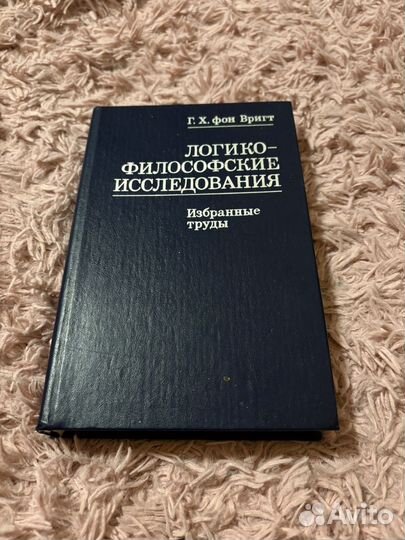 Г. Х. фон Вригт
ЛОГИКО-
ФИЛОСОФСКИЕ
ИССЛЕДОВАНИЯ
Избранные
труды
Avito